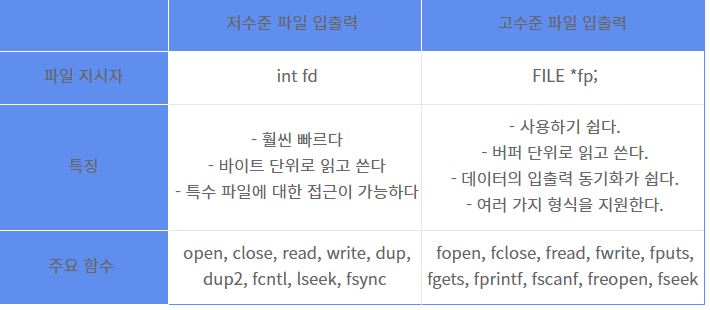 저수준 파일 입출력
고수준 파일 입출력
파일 지시자
int fd
FILE *fp;
특징
- 훨씬 빠르다
- 바이트 단위로 읽고 쓴다
- 특수 파일에 대한 접근이 가능하다
- 사용하기 쉽다.
- 버퍼 단위로 읽고 쓴다.
- 데이터의 입출력 동기화가 쉽다.
- 여러 가지 형식을 지원한다.
주요 함수
open, close, read, write, dup,
dup2, fcntl, lseek, fsync
fopen, fclose, fread, fwrite, fputs,
fgets, fprintf, fscanf, freopen, fseek